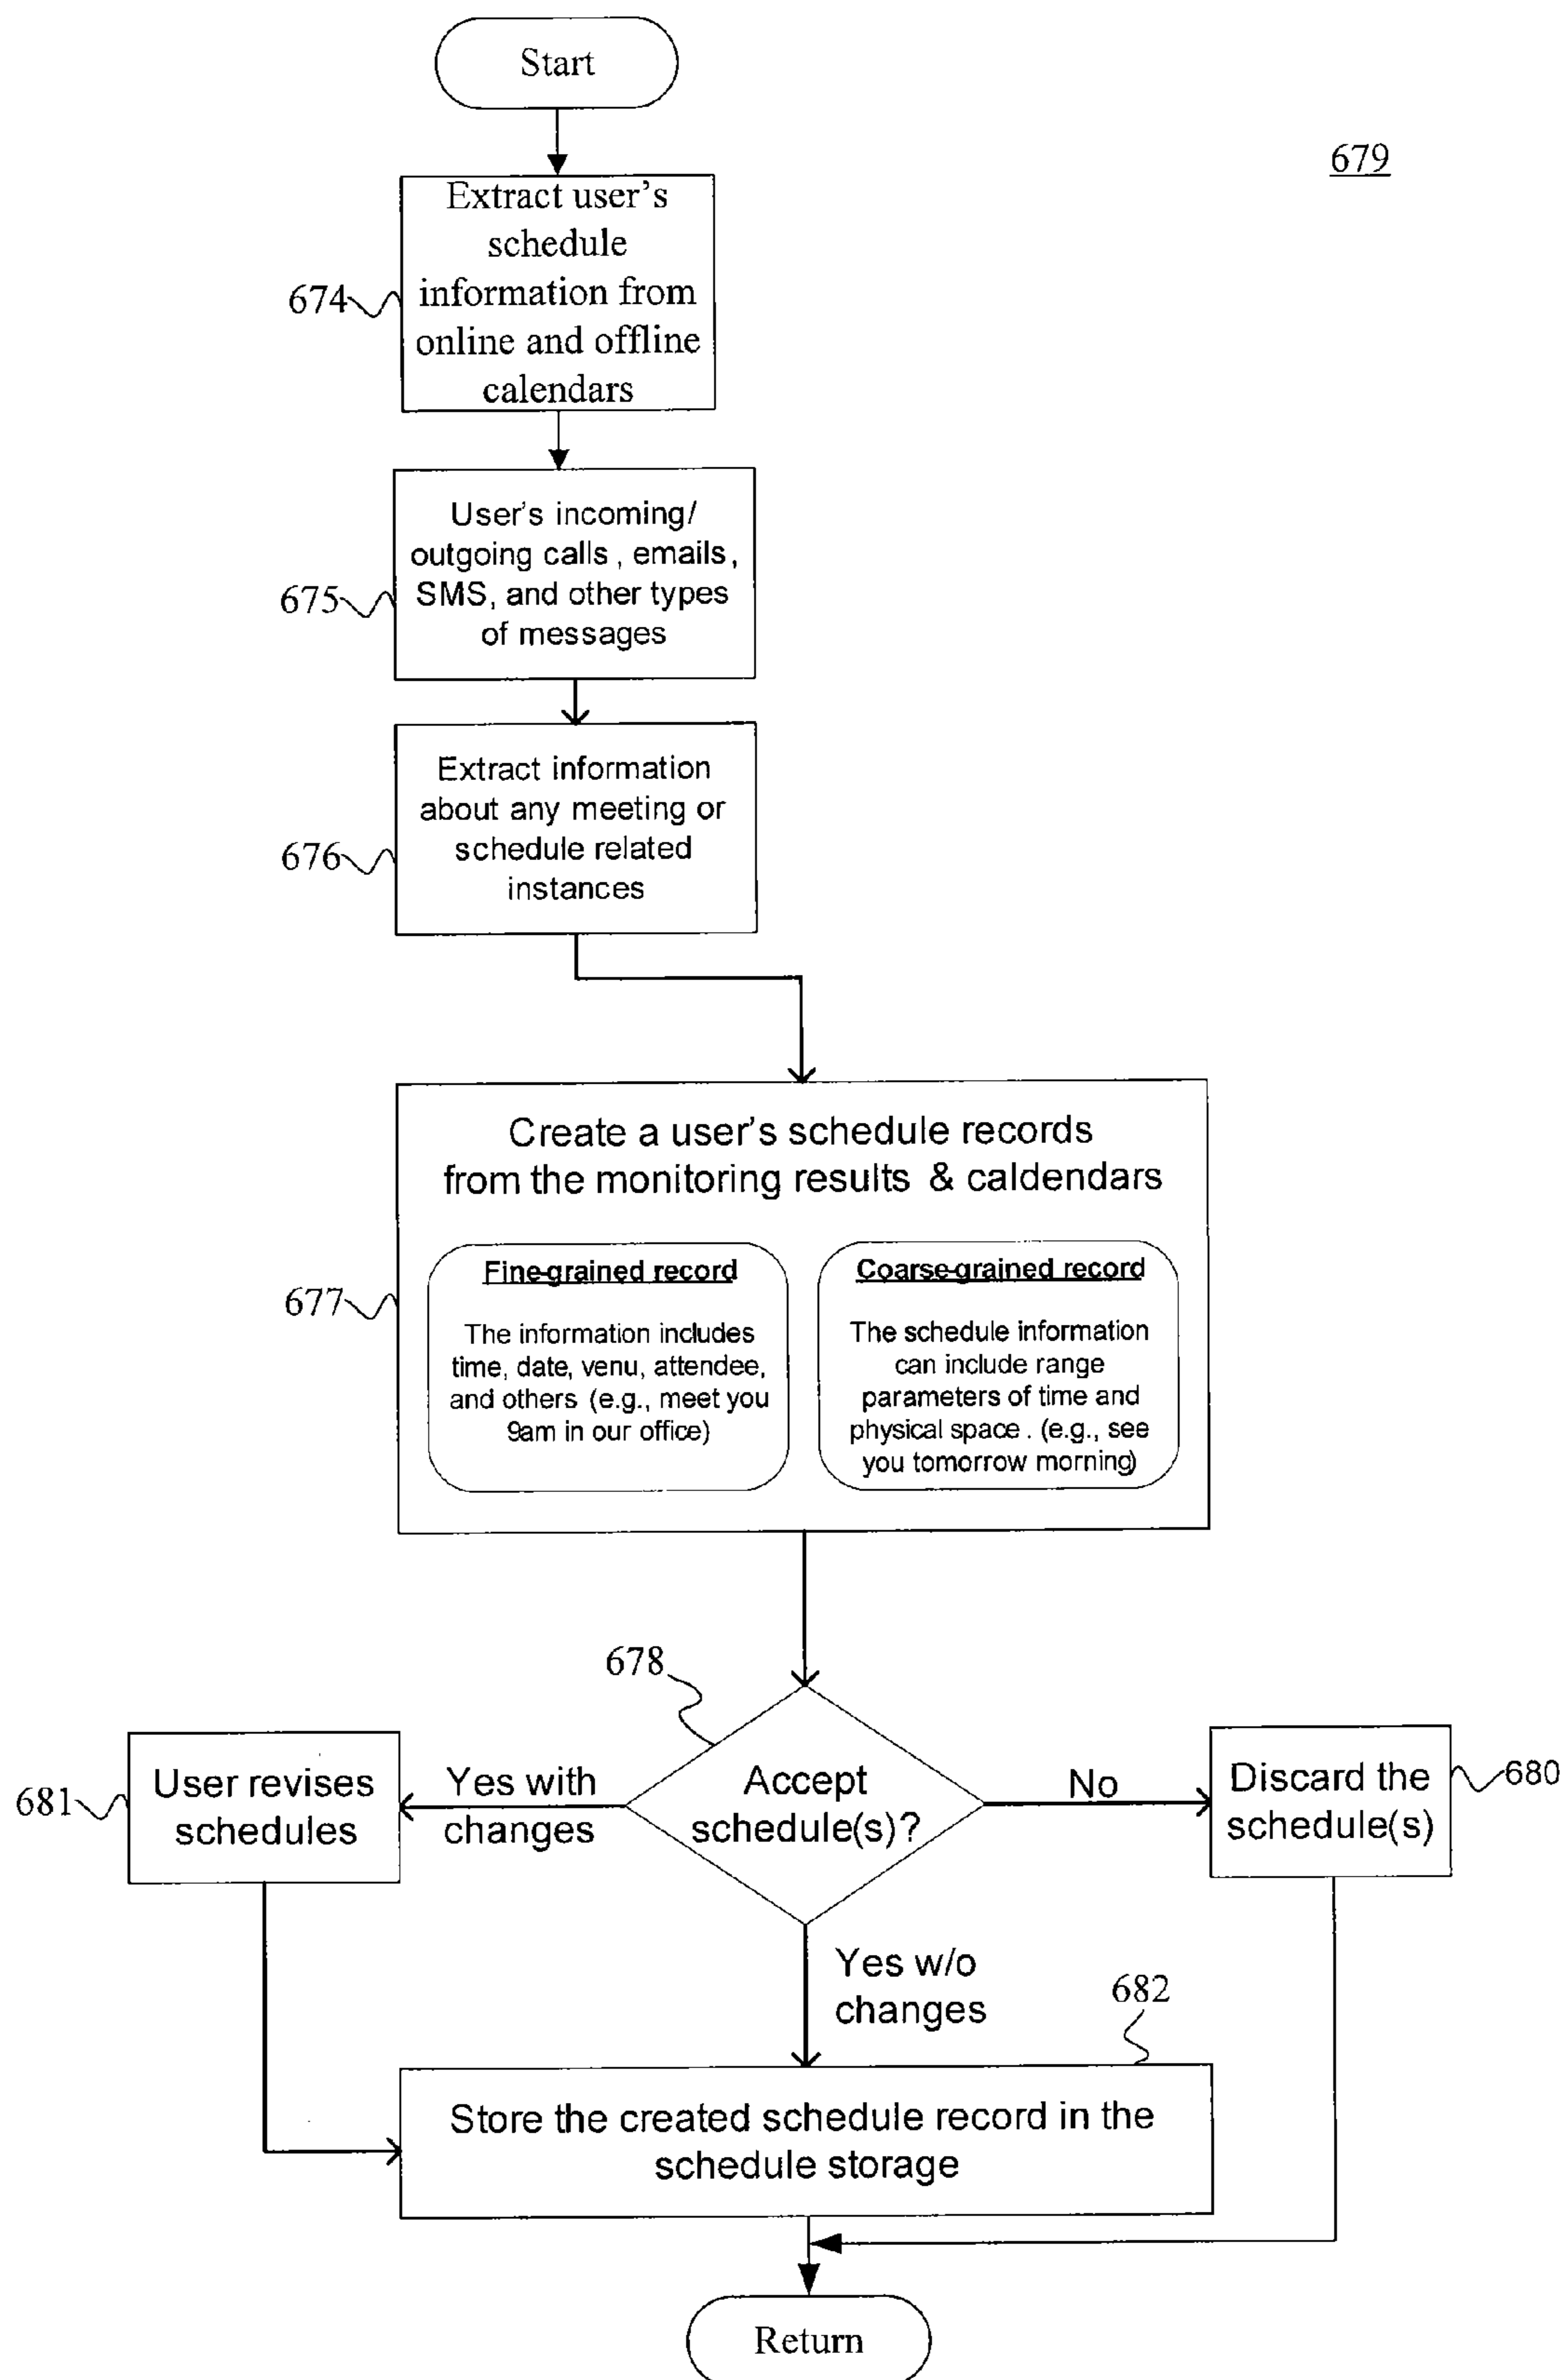 Start
679
Extract user's
schedule
information from
online and offline
calendars
674
User's incoming/
outgoing calls , emails,
SMS, and other types
of messages
675
Extract information
about any meeting or
schedule related
instances
676
Create a user's schedule records
from the monitoring results & caldendars
677
Fine-grained record
The information includes
time, date, venu, attendee,
and others (e.g., meet you
9am in our office)
Coarse-grained record
The schedule information
can include range
parameters of time and
physical space . (e.g., see
you tomorrow morning)
678
Accept
schedule(s)?
Yes with
changes
User revises
schedules
681
No
Discard the
schedule(s)
680
Yes w/o
changes
682
Store the created schedule record in the
schedule storage
Return